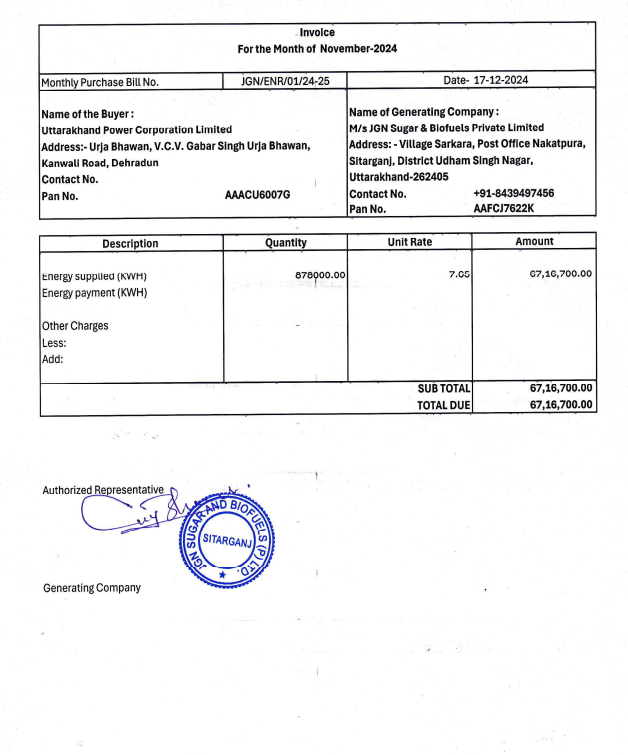 Invoice
For the Month of November-2024
Monthly Purchase Bill No. JGN/ENR/01/24-25 Date- 17-12-2024
Name of the Buyer :
Uttarakhand Power Corporation Limited
Address:- Urja Bhawan, V.C.V. Gabar Singh Urja Bhawan,
Kanwali Road, Dehradun
Contact No.
Pan No. AAACU6007G
Name of Generating Company :
M/s JGN Sugar & Biofuels Private Limited
Address: - Village Sarkara, Post Office Nakatpura,
Sitarganj, District Udham Singh Nagar,
Uttarakhand-262405
Contact No. +91-8439497456
Pan No. AAFCJ7622K
Description Quantity Unit Rate Amount
Energy supplied (KWH) 878000.00 7.65 67,16,700.00
Energy payment (KWH)
Other Charges -
Less:
Add:
SUB TOTAL 67,16,700.00
TOTAL DUE 67,16,700.00
Authorized Representative
JGN SUGAR AND BIOFUELS (P) LTD.
SITARGANJ
Generating Company